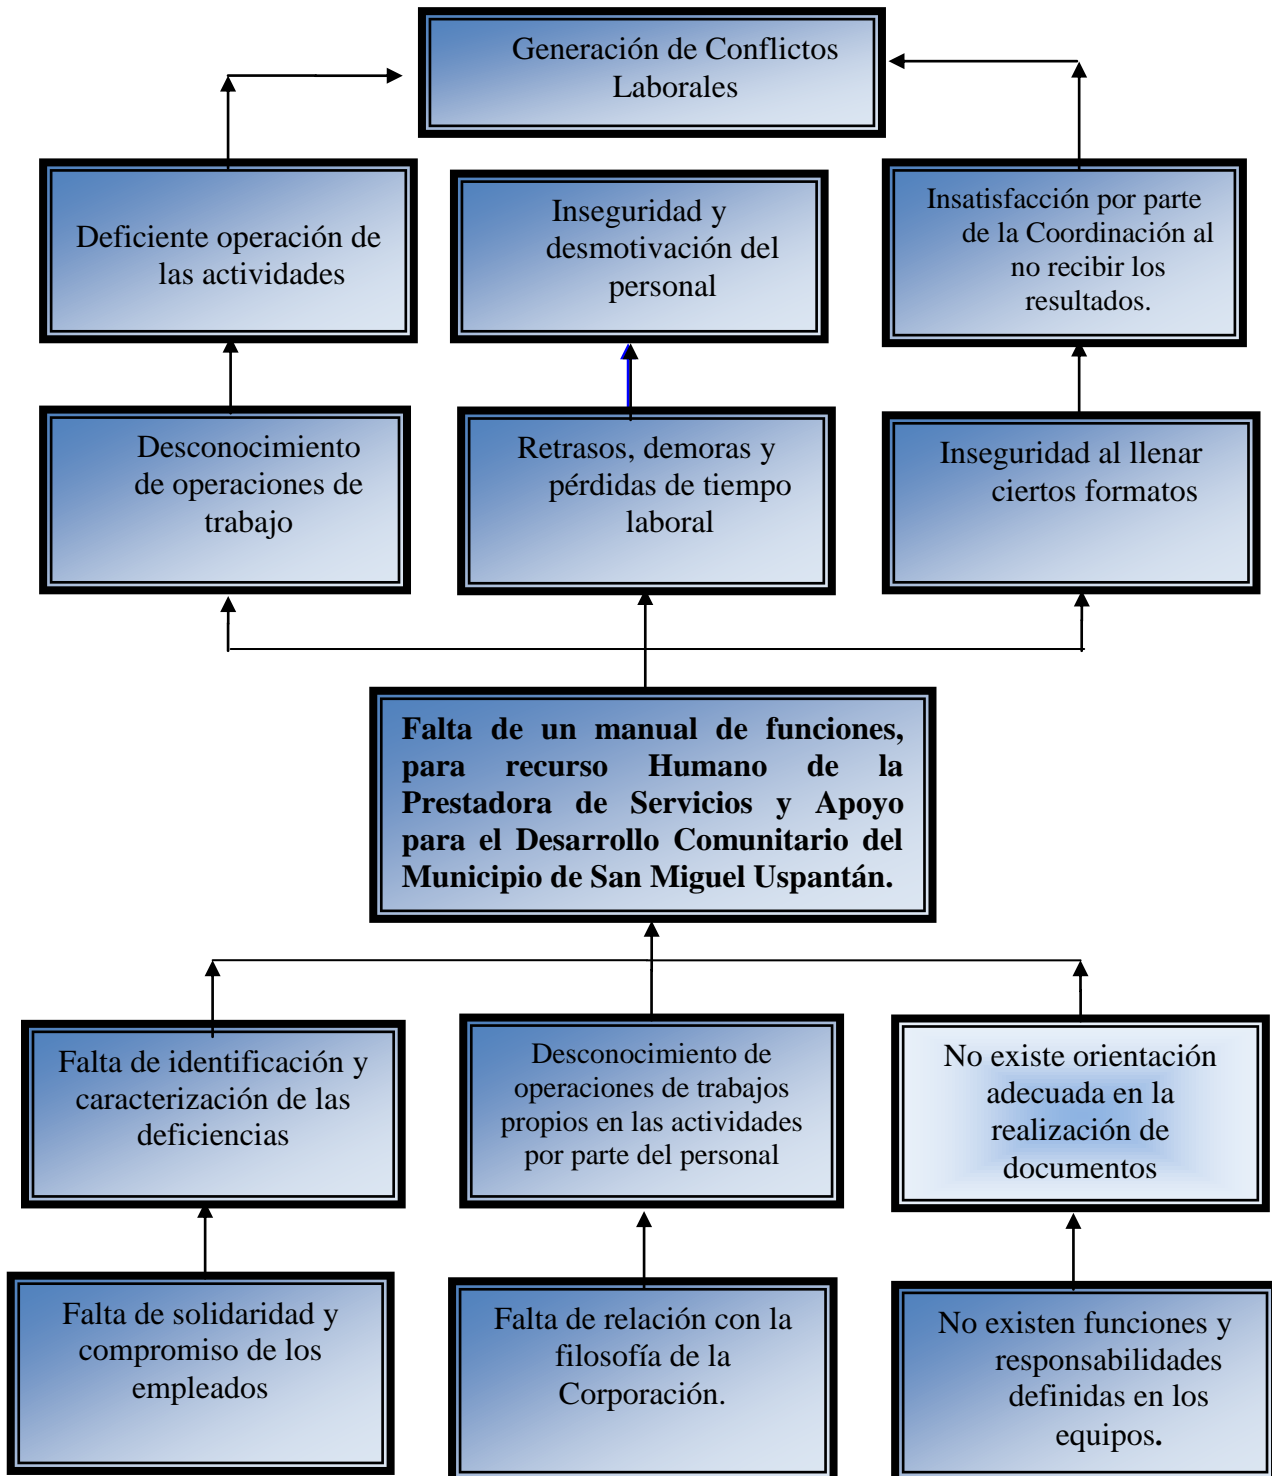 Generación de Conflictos
Laborales
Deficiente operación de
las actividades
Inseguridad y
desmotivación del
personal
Insatisfacción por parte
de la Coordinación al
no recibir los
resultados.
Desconocimiento
de operaciones de
trabajo
Retrasos, demoras y
pérdidas de tiempo
laboral
Inseguridad al llenar
ciertos formatos
Falta de un manual de funciones,
para recurso Humano de la
Prestadora de Servicios y Apoyo
para el Desarrollo Comunitario del
Municipio de San Miguel Uspantán.
Falta de identificación y
caracterización de las
deficiencias
Desconocimiento de
operaciones de trabajos
propios en las actividades
por parte del personal
No existe orientación
adecuada en la
realización de
documentos
Falta de solidaridad y
compromiso de los
empleados
Falta de relación con la
filosofía de la
Corporación.
No existen funciones y
responsabilidades
definidas en los
equipos.